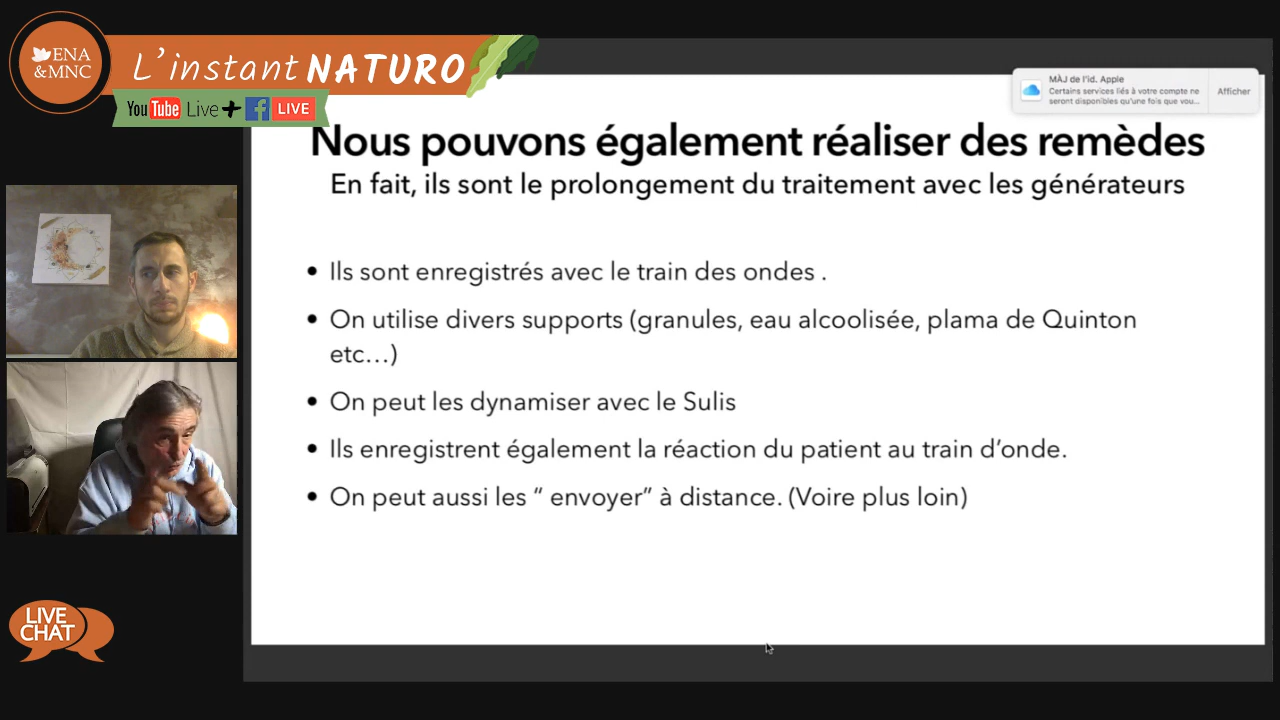 ENA
&MNC
L'instant NATURO
YouTube Live + f LIVE
MÀJ de l'id. Apple
Certains services liés à votre compte ne
seront disponibles qu'une fois que vou...
Afficher
Nous pouvons également réaliser des remèdes
En fait, ils sont le prolongement du traitement avec les générateurs
• Ils sont enregistrés avec le train des ondes .
• On utilise divers supports (granules, eau alcoolisée, plama de Quinton
etc…)
• On peut les dynamiser avec le Sulis
• Ils enregistrent également la réaction du patient au train d'onde.
• On peut aussi les “ envoyer” à distance. (Voire plus loin)
LIVE
CHAT